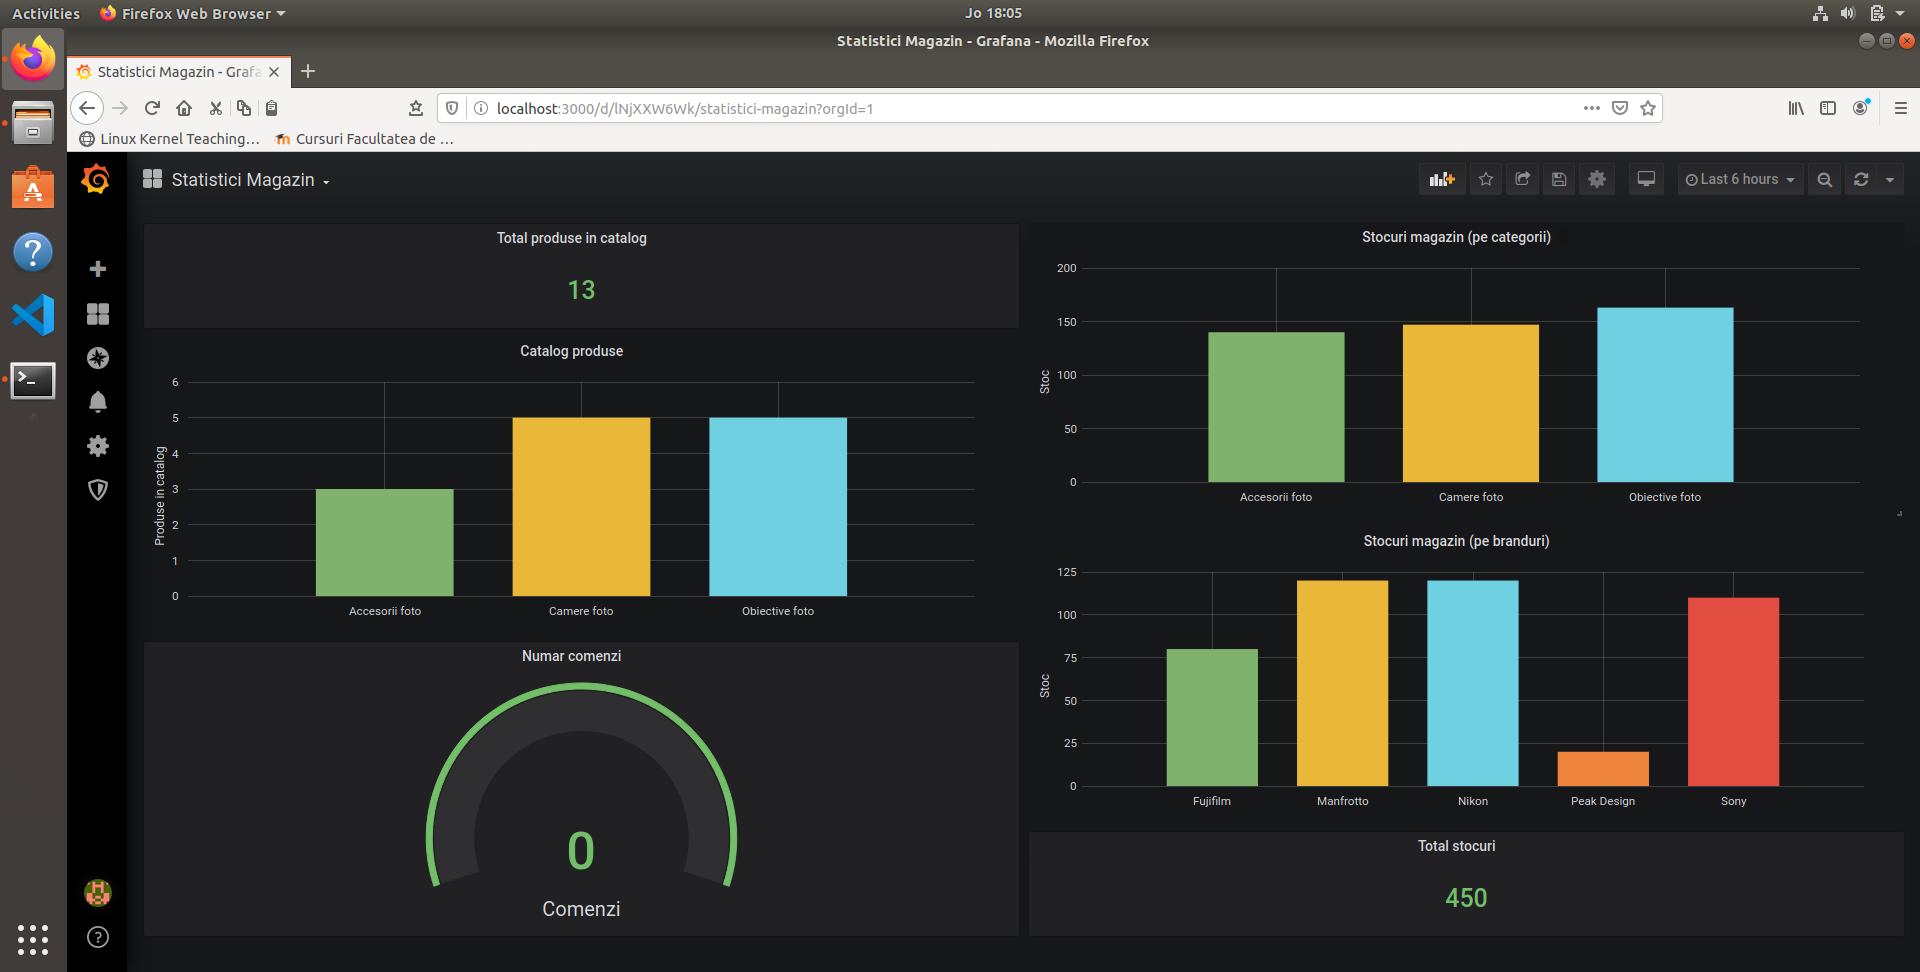 Activities
Firefox Web Browser
Jo 18:05
Statistici Magazin - Grafana - Mozilla Firefox
Statistici Magazin - Grafa
localhost:3000/d/lNjXXW6Wk/statistici-magazin?orgId=1
Linux Kernel Teaching…
Cursuri Facultatea de …
Statistici Magazin
Last 6 hours
Total produse in catalog
13
Catalog produse
Produse in catalog
6
5
4
3
2
1
0
Accesorii foto
Camere foto
Obiective foto
Numar comenzi
0
Comenzi
Stocuri magazin (pe categorii)
Stoc
200
150
100
50
0
Accesorii foto
Camere foto
Obiective foto
Stocuri magazin (pe branduri)
Stoc
125
100
75
50
25
0
Fujifilm
Manfrotto
Nikon
Peak Design
Sony
Total stocuri
450